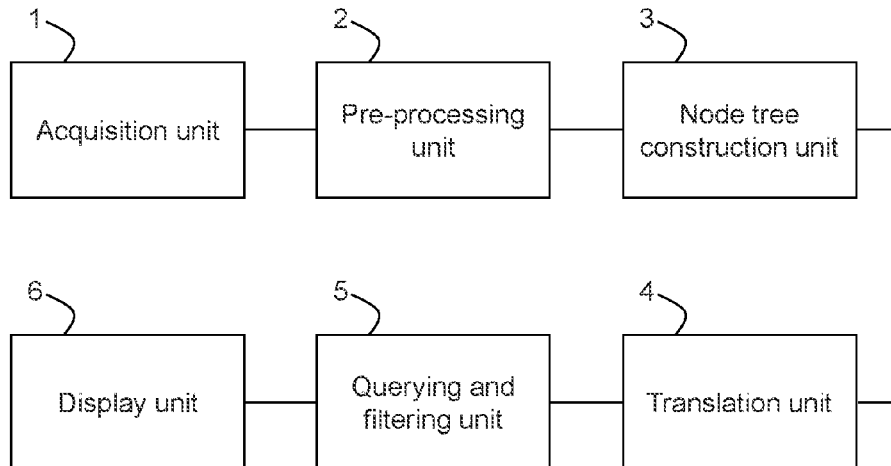 1
2
3
Acquisition unit
Pre-processing
unit
Node tree
construction unit
6
5
4
Display unit
Querying and
filtering unit
Translation unit